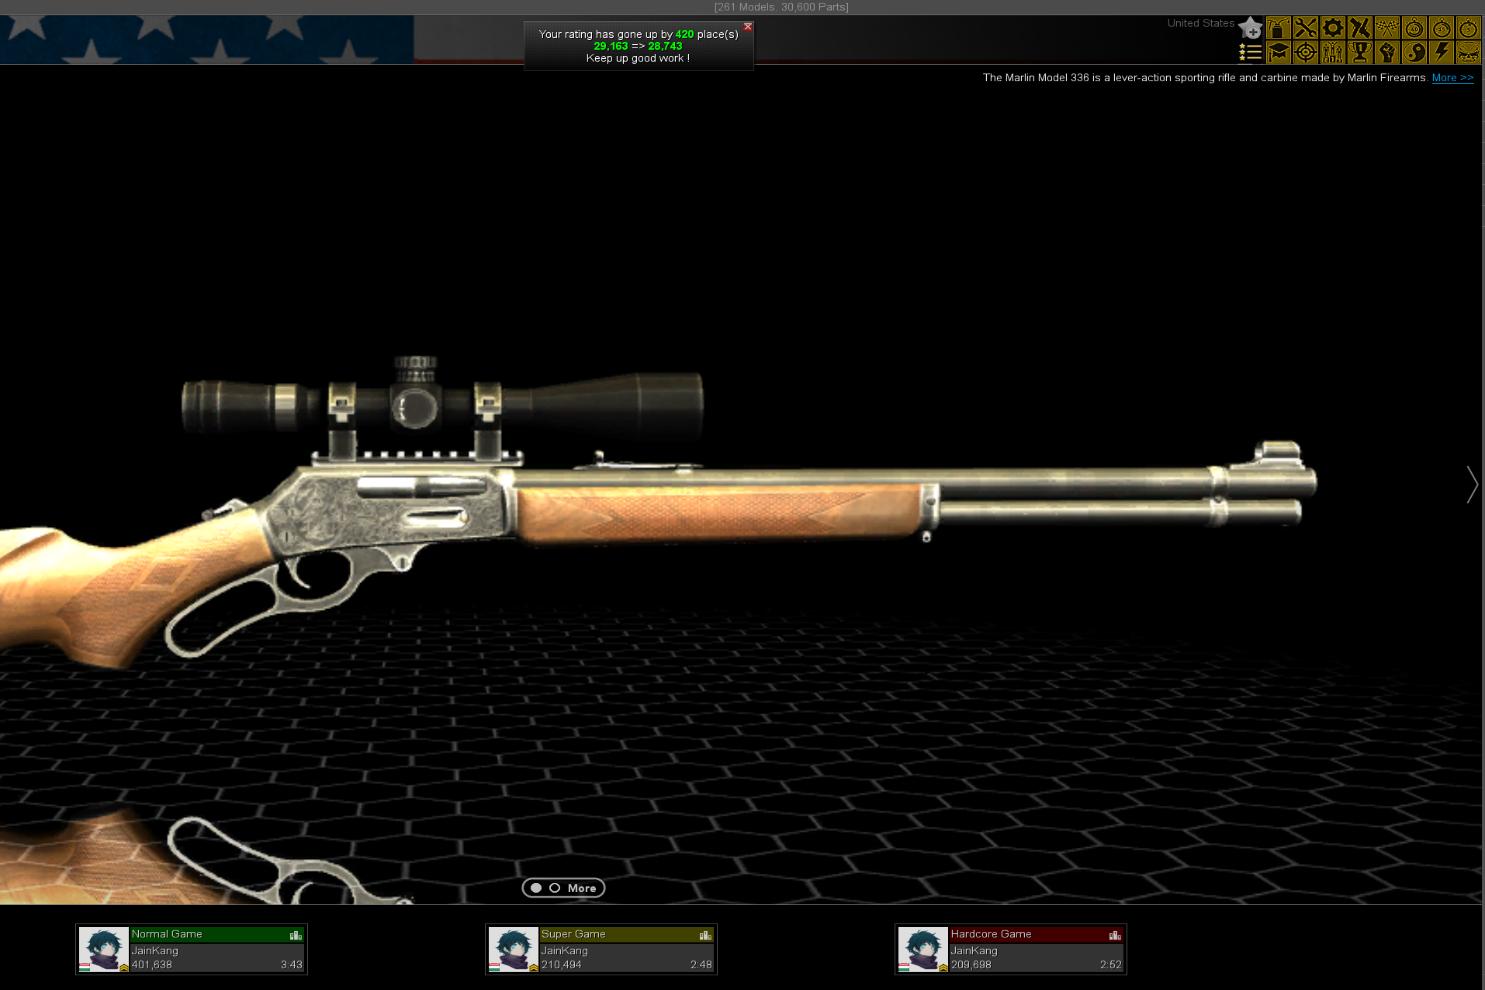 [261 Models. 30,600 Parts]
Your rating has gone up by 420 place(s)
29,163 => 28,743
Keep up good work !
United States
The Marlin Model 336 is a lever-action sporting rifle and carbine made by Marlin Firearms. More >>
More
Normal Game
JainKang
401,638 3:43
Super Game
JainKang
210,494 2:48
Hardcore Game
JainKang
209,698 2:52